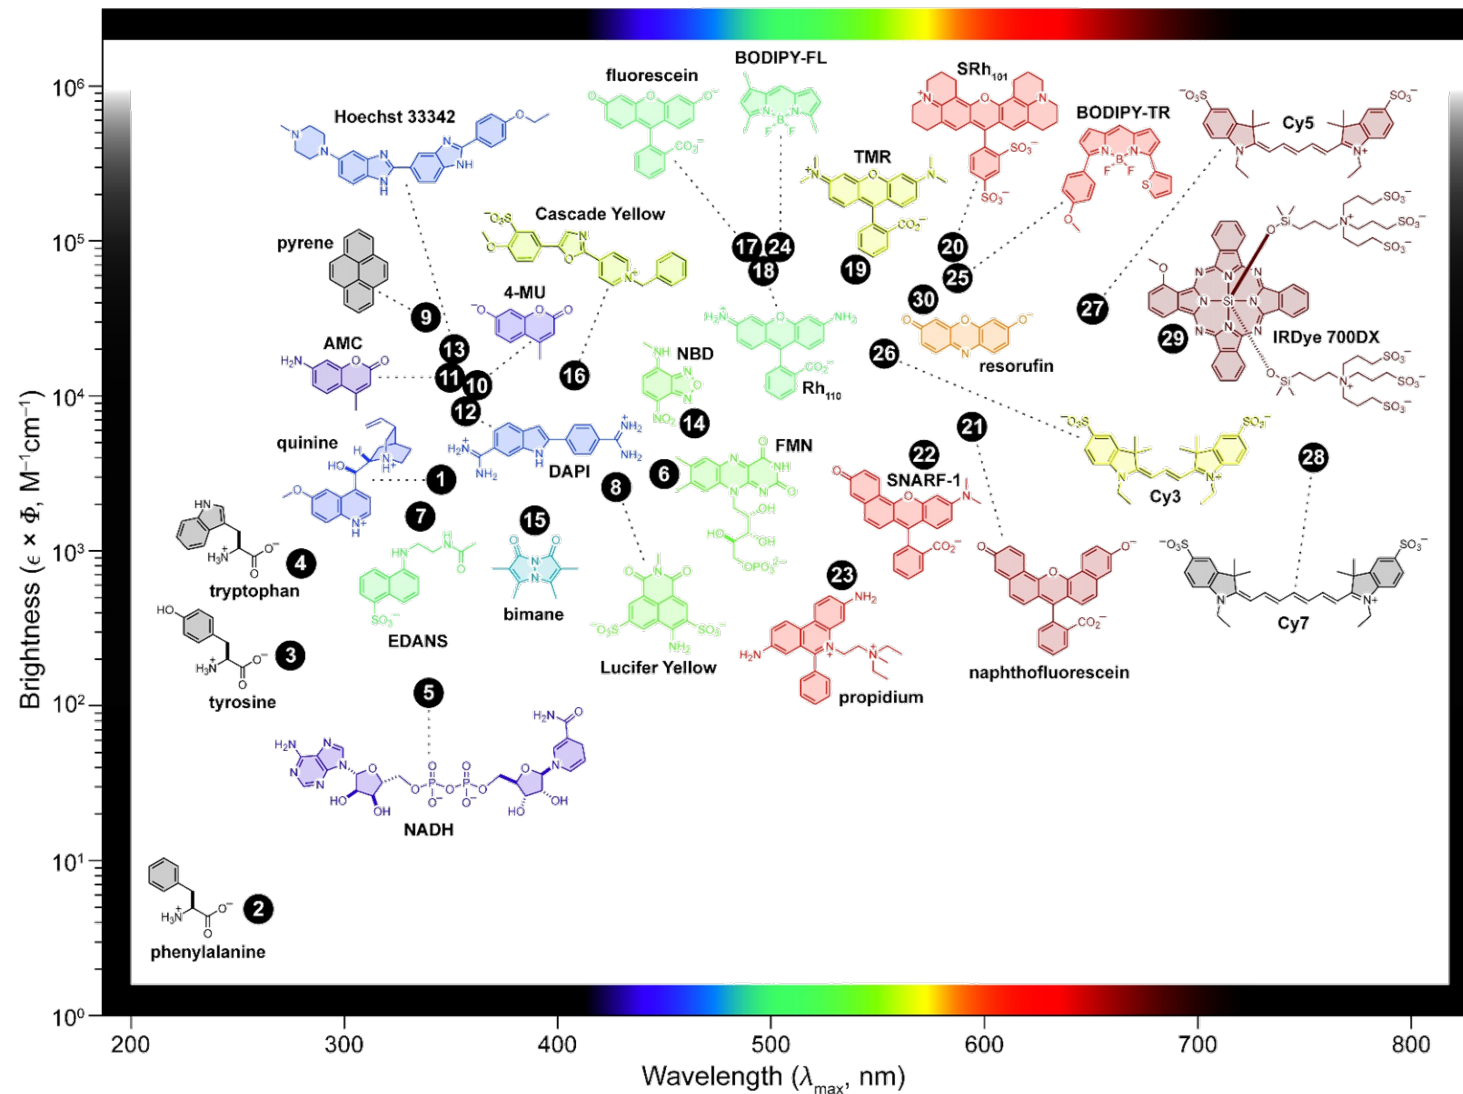 10⁶
10⁵
10⁴
10³
10²
10¹
10⁰
Brightness (ϵ × Φ, M⁻¹cm⁻¹)
200
300
400
500
600
700
800
Wavelength (λmax, nm)
Hoechst 33342
fluorescein
BODIPY-FL
SRh₁₀₁
BODIPY-TR
Cy5
TMR
Cascade Yellow
pyrene
4-MU
AMC
NBD
Rh₁₁₀
resorufin
IRDye 700DX
quinine
DAPI
FMN
SNARF-1
Cy3
tryptophan
EDANS
bimane
Lucifer Yellow
propidium
naphthofluorescein
Cy7
tyrosine
NADH
phenylalanine
17
24
18
19
20
25
30
27
29
9
13
11
10
12
16
14
26
1
7
15
8
6
22
21
28
4
23
3
5
2